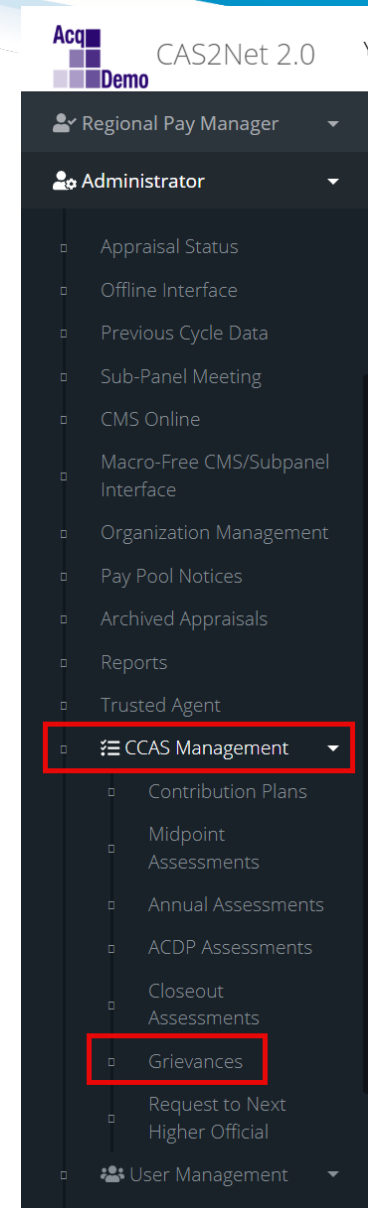 Acq
Demo
CAS2Net 2.0
Regional Pay Manager
Administrator
Appraisal Status
Offline Interface
Previous Cycle Data
Sub-Panel Meeting
CMS Online
Macro-Free CMS/Subpanel
Interface
Organization Management
Pay Pool Notices
Archived Appraisals
Reports
Trusted Agent
CCAS Management
Contribution Plans
Midpoint
Assessments
Annual Assessments
ACDP Assessments
Closeout
Assessments
Grievances
Request to Next
Higher Official
User Management